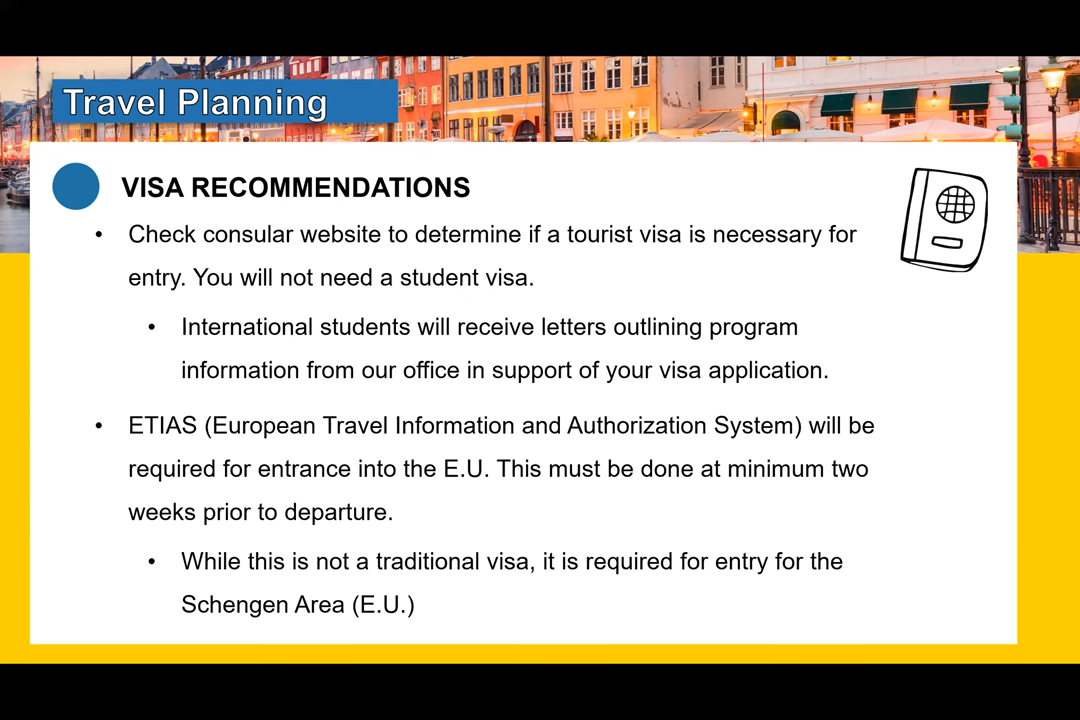 Travel Planning
VISA RECOMMENDATIONS
• Check consular website to determine if a tourist visa is necessary for
entry. You will not need a student visa.
• International students will receive letters outlining program
information from our office in support of your visa application.
• ETIAS (European Travel Information and Authorization System) will be
required for entrance into the E.U. This must be done at minimum two
weeks prior to departure.
• While this is not a traditional visa, it is required for entry for the
Schengen Area (E.U.)